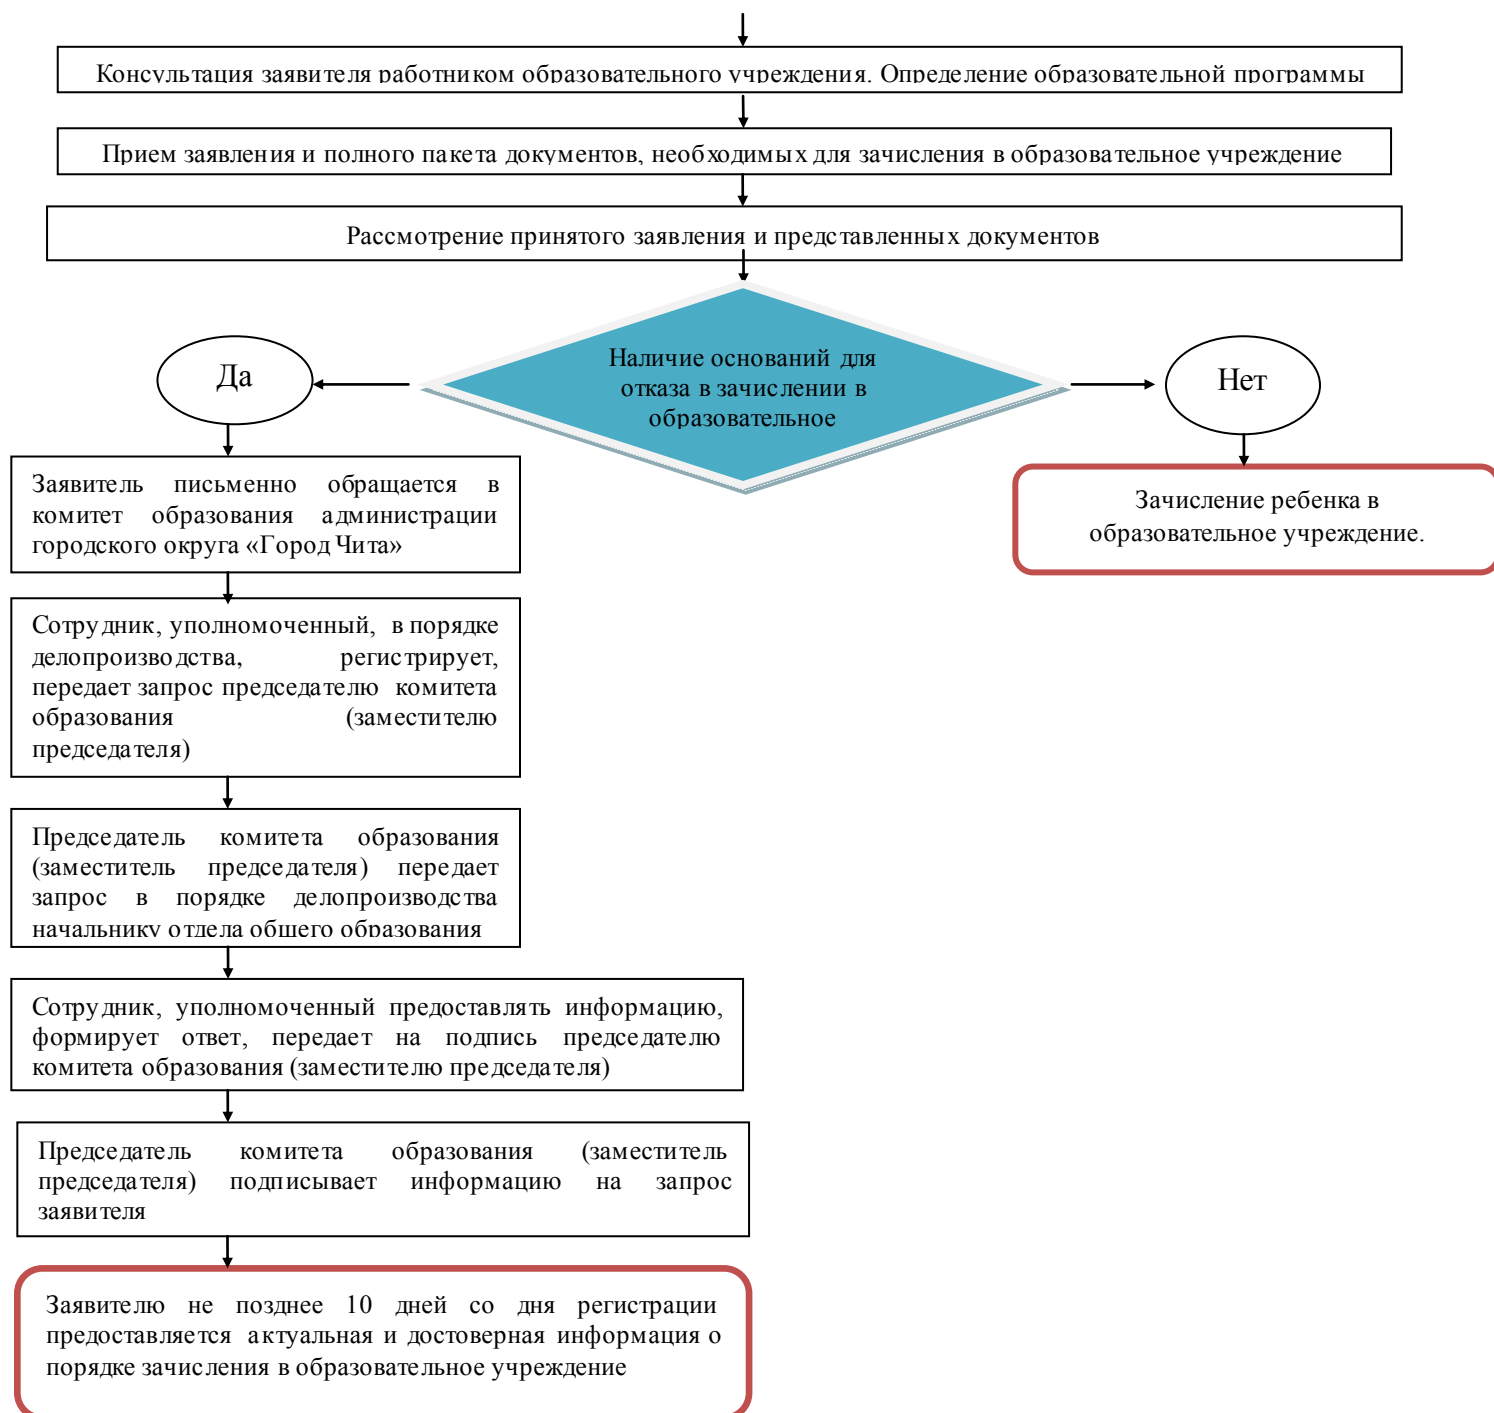 Консультация заявителя работником образовательного учреждения. Определение образовательной программы
Прием заявления и полного пакета документов, необходимых для зачисления в образовательное учреждение
Рассмотрение принятого заявления и представленных документов
Наличие оснований для
отказа в зачислении в
образовательное
Да
Нет
Заявитель письменно обращается в
комитет образования администрации
городского округа «Город Чита»
Зачисление ребенка в
образовательное учреждение.
Сотрудник, уполномоченный, в порядке
делопроизводства, регистрирует,
передает запрос председателю комитета
образования (заместителю
председателя)
Председатель комитета образования
(заместитель председателя) передает
запрос в порядке делопроизводства
начальнику отдела общего образования
Сотрудник, уполномоченный предоставлять информацию,
формирует ответ, передает на подпись председателю
комитета образования (заместителю председателя)
Председатель комитета образования (заместитель
председателя) подписывает информацию на запрос
заявителя
Заявителю не позднее 10 дней со дня регистрации
предоставляется актуальная и достоверная информация о
порядке зачисления в образовательное учреждение